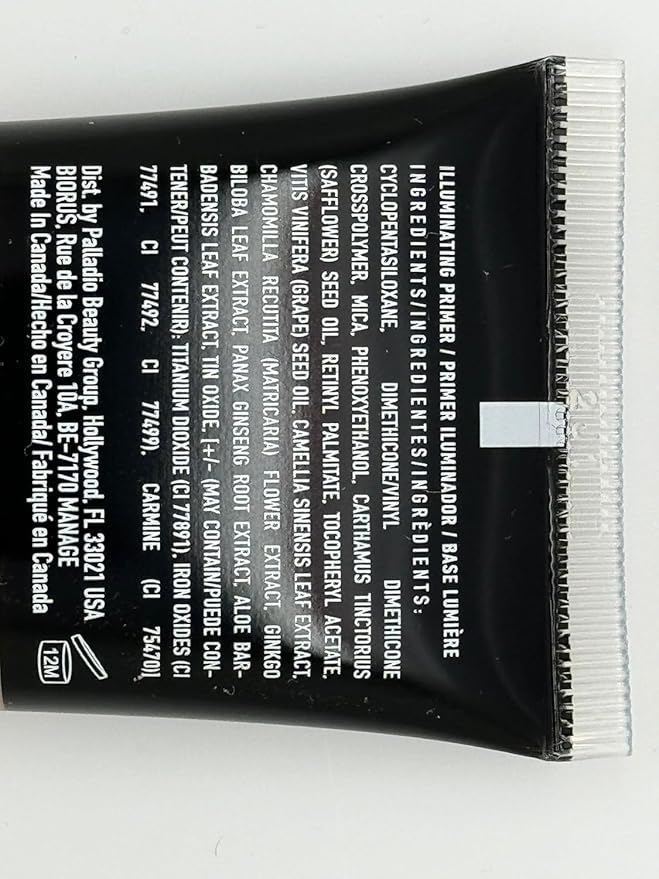 ILLUMINATING PRIMER / PRIMER ILUMINADOR / BASE LUMIÈRE
INGREDIENTS/INGREDIENTES/INGRÈDIENTS:
CYCLOPENTASILOXANE, DIMETHICONE/VINYL DIMETHICONE
CROSSPOLYMER, MICA, PHENOXYETHANOL, CARTHAMUS TINCTORIUS
(SAFFLOWER) SEED OIL, RETINYL PALMITATE, TOCOPHERYL ACETATE,
VITIS VINIFERA (GRAPE) SEED OIL, CAMELLIA SINENSIS LEAF EXTRACT,
CHAMOMILLA RECUTITA (MATRICARIA) FLOWER EXTRACT, GINKGO
BILOBA LEAF EXTRACT, PANAX GINSENG ROOT EXTRACT, ALOE BAR-
BADENSIS LEAF EXTRACT, TIN OXIDE, [+/- (MAY CONTAIN/PUEDE CON-
TENER/PEUT CONTENIR): TITANIUM DIOXIDE (CI 77891), IRON OXIDES (CI
77491, CI 77492, CI 77499), CARMINE (CI 75470)]
Dist. by Palladio Beauty Group, Hollywood, FL 33021 USA
BIORUS, Rue de la Croyere 10A, BE-7170 MANAGE
Made In Canada/Hecho en Canada/ Fabriqué en Canada
12M